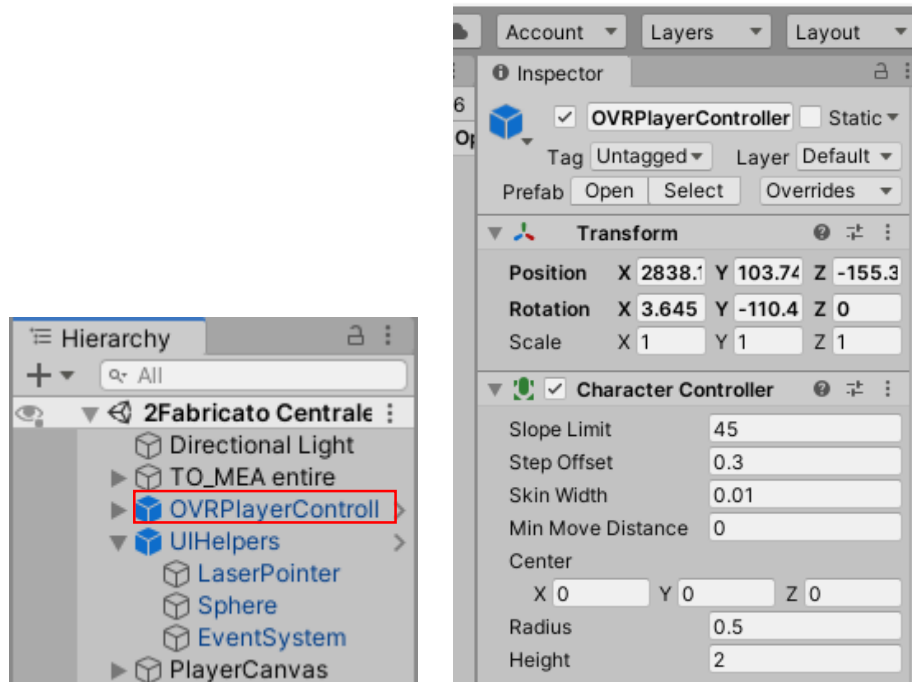 Hierarchy
All
2Fabricato Centrale
Directional Light
TO_MEA entire
OVRPlayerControll
UIHelpers
LaserPointer
Sphere
EventSystem
PlayerCanvas
Account Layers Layout
Inspector
6
OVRPlayerController Static
Op
Tag Untagged Layer Default
Prefab Open Select Overrides
Transform
Position X 2838.1 Y 103.74 Z -155.3
Rotation X 3.645 Y -110.4 Z 0
Scale X 1 Y 1 Z 1
Character Controller
Slope Limit 45
Step Offset 0.3
Skin Width 0.01
Min Move Distance 0
Center
X 0 Y 0 Z 0
Radius 0.5
Height 2